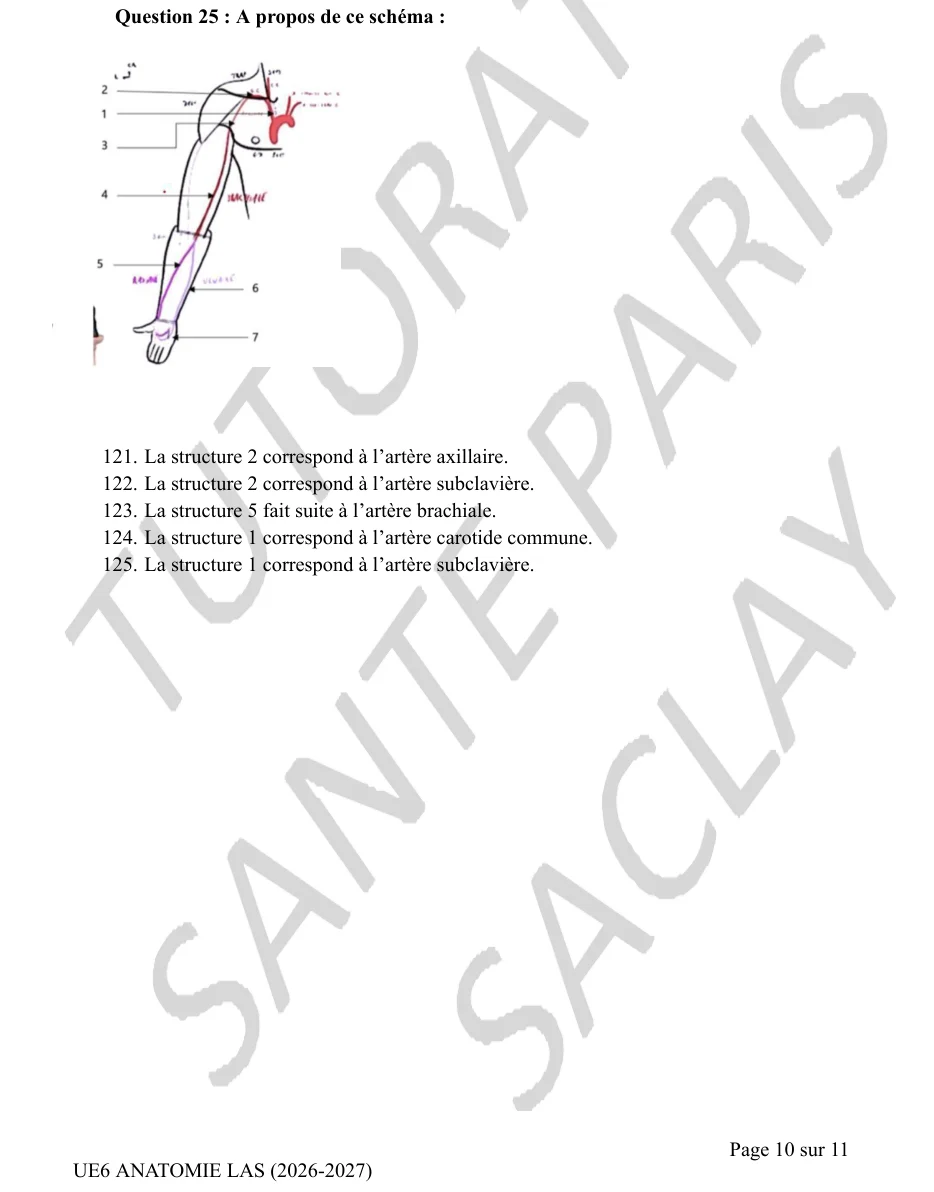 Question 25 : A propos de ce schéma :
2
1
3
4
5
6
7
121. La structure 2 correspond à l’artère axillaire.
122. La structure 2 correspond à l’artère subclavière.
123. La structure 5 fait suite à l’artère brachiale.
124. La structure 1 correspond à l’artère carotide commune.
125. La structure 1 correspond à l’artère subclavière.
TUTORAT
SANTE PARIS
SACLAY
Page 10 sur 11
UE6 ANATOMIE LAS (2026-2027)